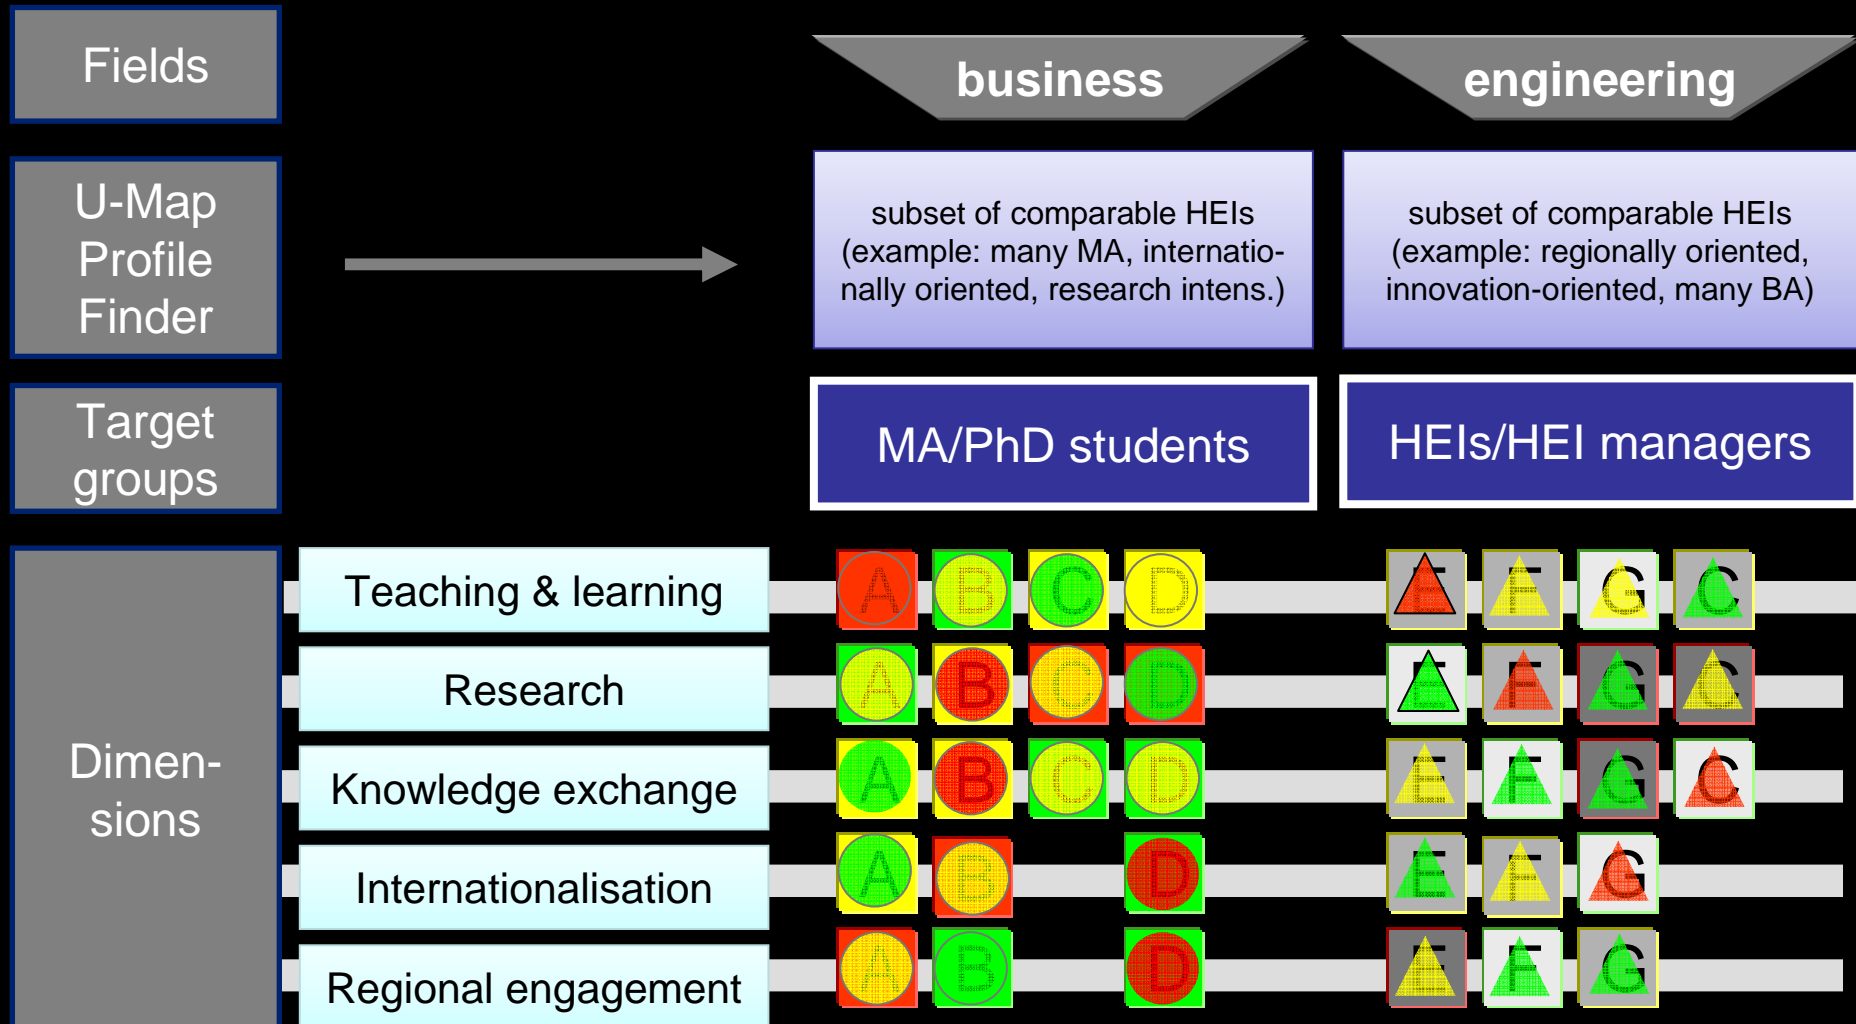 Fields
business
engineering
U-Map
Profile
Finder
subset of comparable HEIs
(example: many MA, internatio-
nally oriented, research intens.)
subset of comparable HEIs
(example: regionally oriented,
innovation-oriented, many BA)
Target
groups
MA/PhD students
HEIs/HEI managers
Dimen-
sions
Teaching & learning
A B C D
E F G C
Research
A B C D
E F G C
Knowledge exchange
A B C D
E F G C
Internationalisation
A B D
E F G
Regional engagement
A B D
E F G